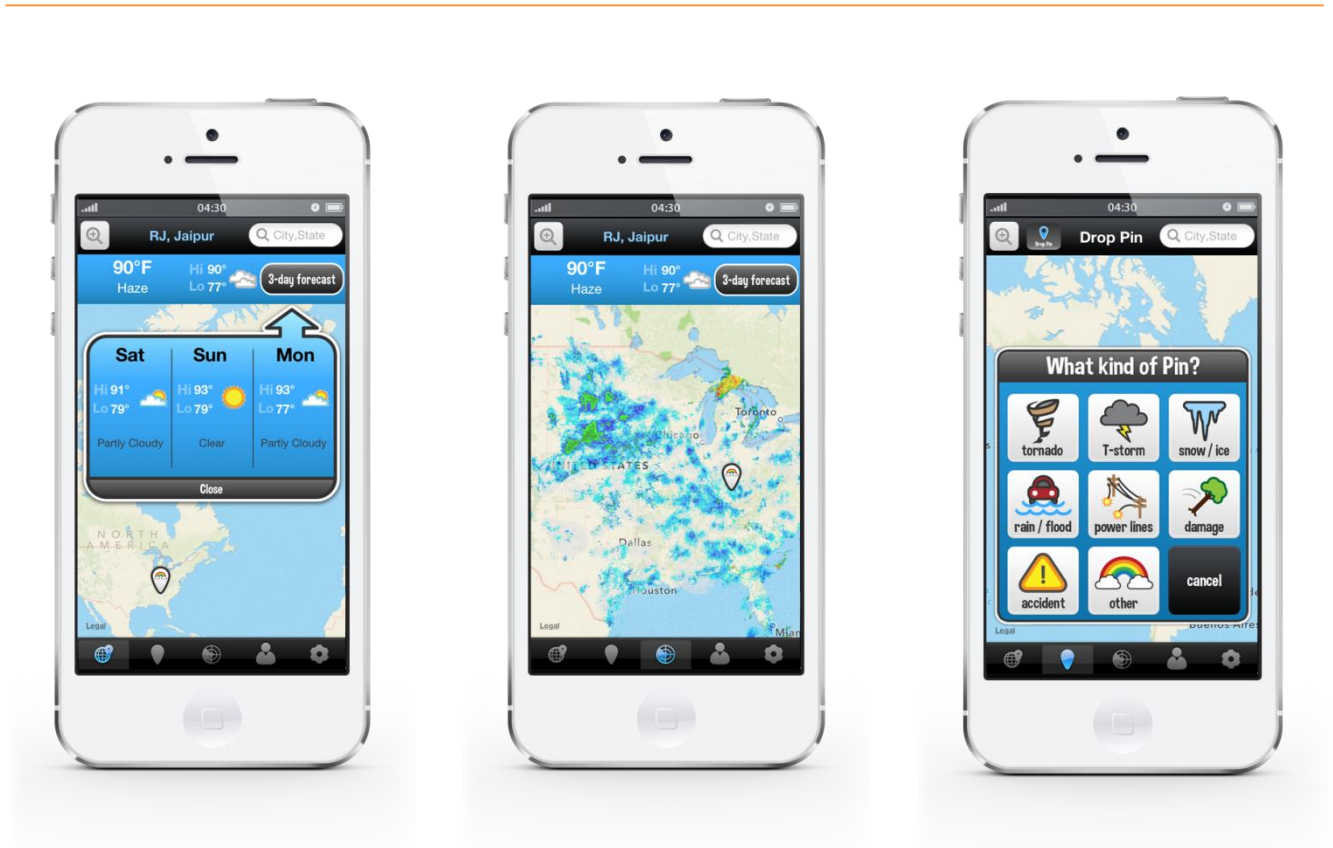 04:30
RJ, Jaipur
City,State
90°F
Haze
Hi 90°
Lo 77°
3-day forecast
Sat
Sun
Mon
Hi 91°
Lo 79°
Hi 93°
Lo 79°
Hi 93°
Lo 77°
Partly Cloudy
Clear
Partly Cloudy
Close
NORTH
AMERICA
Legal
04:30
RJ, Jaipur
City,State
90°F
Haze
Hi 90°
Lo 77°
3-day forecast
Toronto
Chicago
UNITED STATES
Dallas
Houston
Legal
Miami
04:30
Drop Pin
Drop Pin
City,State
What kind of Pin?
tornado
T-storm
snow / ice
rain / flood
power lines
damage
accident
other
cancel
Buenos Aires
Legal